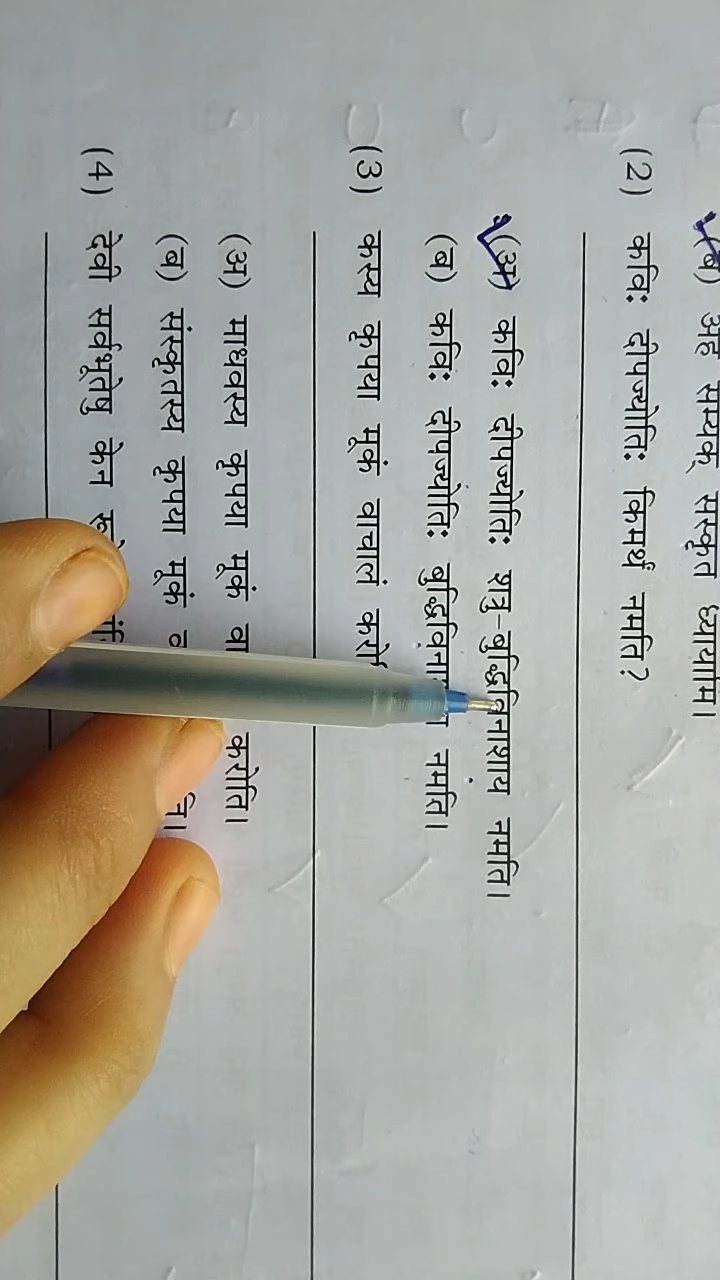 (ब) अहं सम्यक् संस्कृतं ध्यायामि।
(2) कविः दीपज्योतिः किमर्थं नमति?
(अ) कविः दीपज्योतिः शत्रु-बुद्धिविनाशाय नमति।
(ब) कविः दीपज्योतिः नमति।
(3) कस्य कृपया मूकं वाचालं
(अ) माधवस्य कृपया मूकं करोति।
(ब) संस्कृतस्य कृपया मूकं
(4) देवी सर्वभूतेषु केन